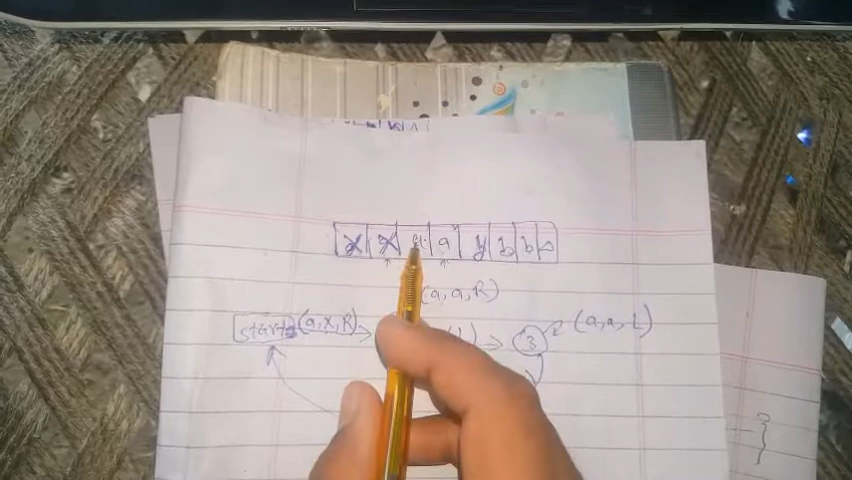 x x a a y b b b
(a, a, R)
start (a, x, R) 3 (a, a, L)
}